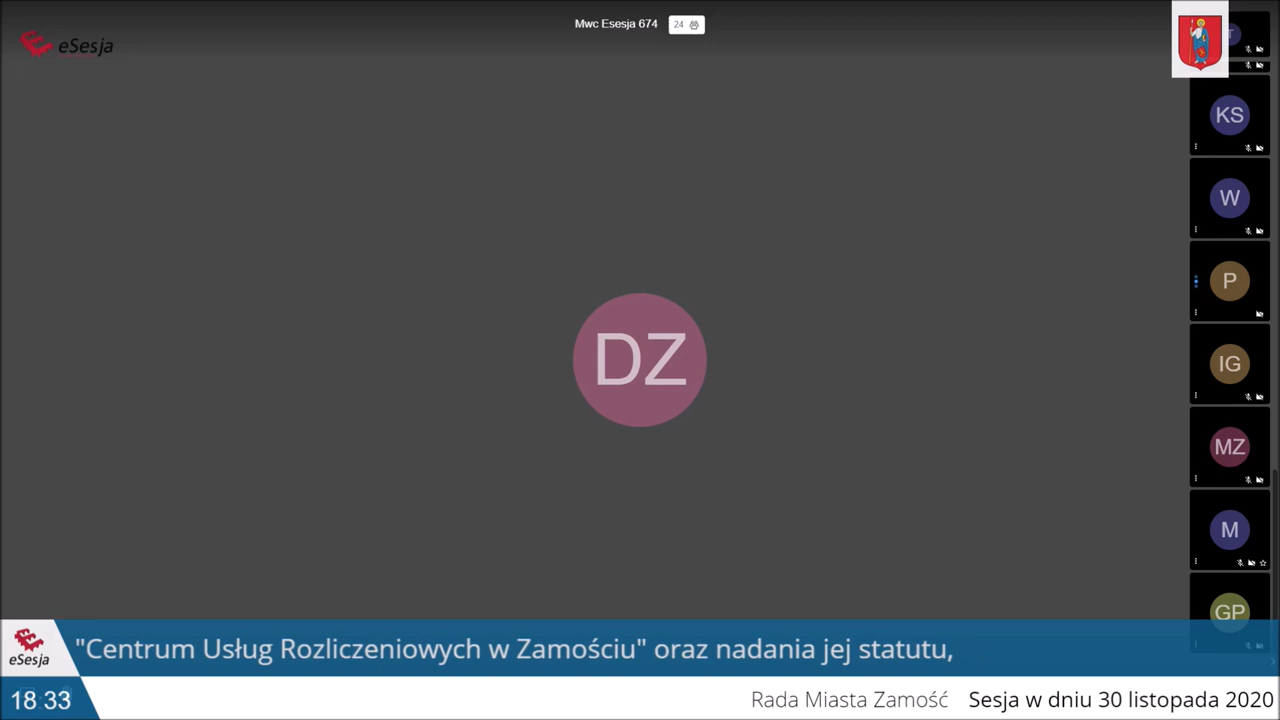 Mwc Esesja 674
24
eSesja
T
KS
W
P
IG
DZ
MZ
M
GP
eSesja
"Centrum Usług Rozliczeniowych w Zamościu" oraz nadania jej statutu,
18:33
Rada Miasta Zamość
Sesja w dniu 30 listopada 2020